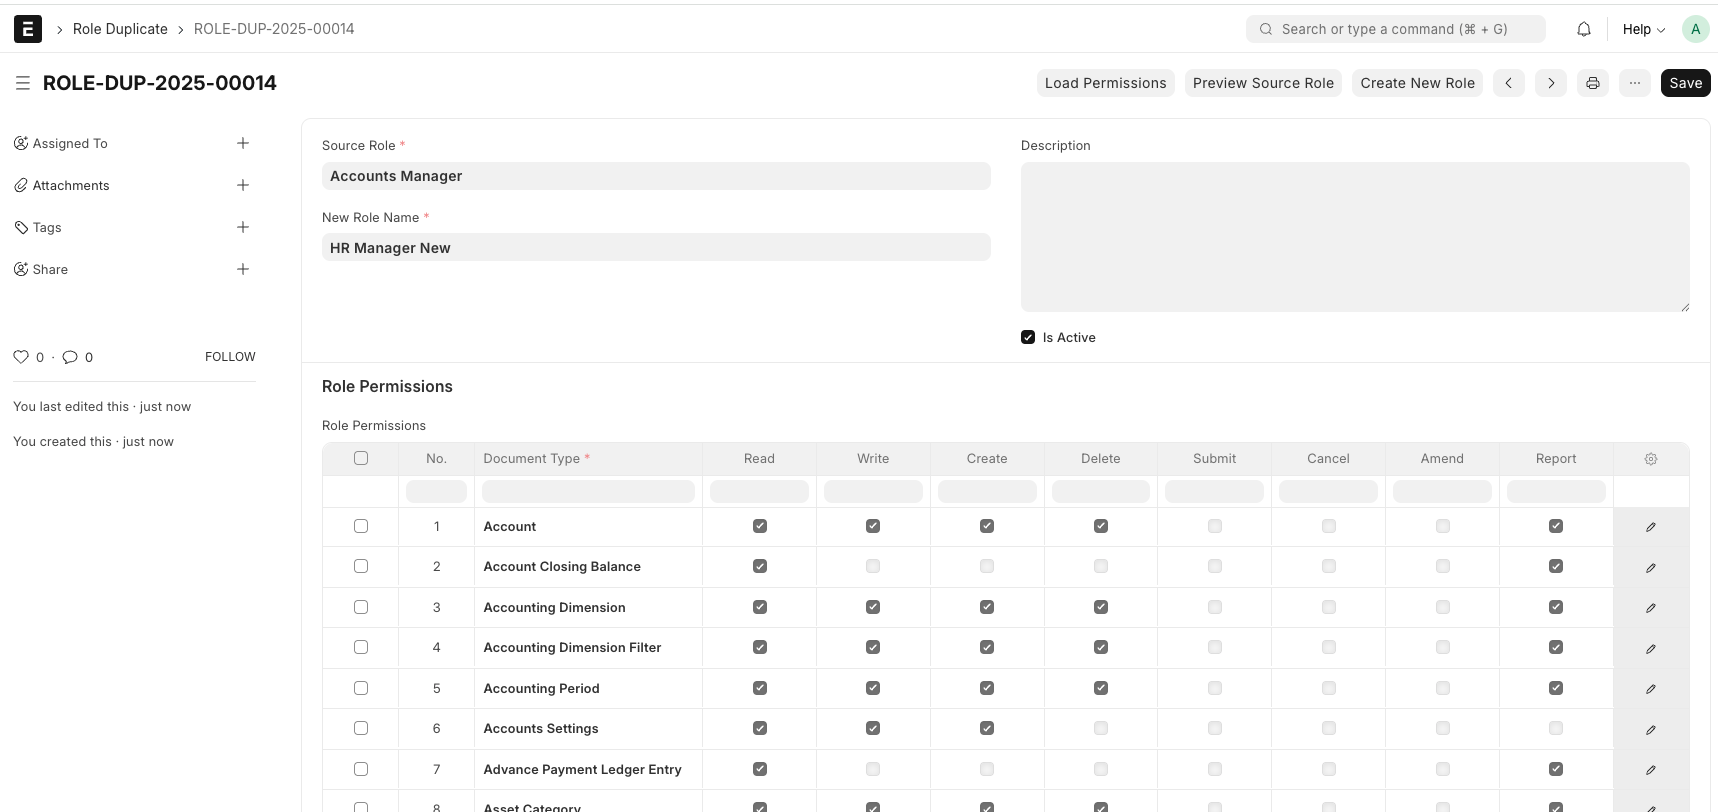 E
Role Duplicate
ROLE-DUP-2025-00014
Search or type a command (⌘ + G)
Help
A
ROLE-DUP-2025-00014
Load Permissions
Preview Source Role
Create New Role
···
Save
Assigned To
Attachments
Tags
Share
0 · 0
FOLLOW
You last edited this · just now
You created this · just now
Source Role *
Accounts Manager
New Role Name *
HR Manager New
Description
Is Active
Role Permissions
Role Permissions
No. Document Type * Read Write Create Delete Submit Cancel Amend Report
1 Account
2 Account Closing Balance
3 Accounting Dimension
4 Accounting Dimension Filter
5 Accounting Period
6 Accounts Settings
7 Advance Payment Ledger Entry
8 Asset Category